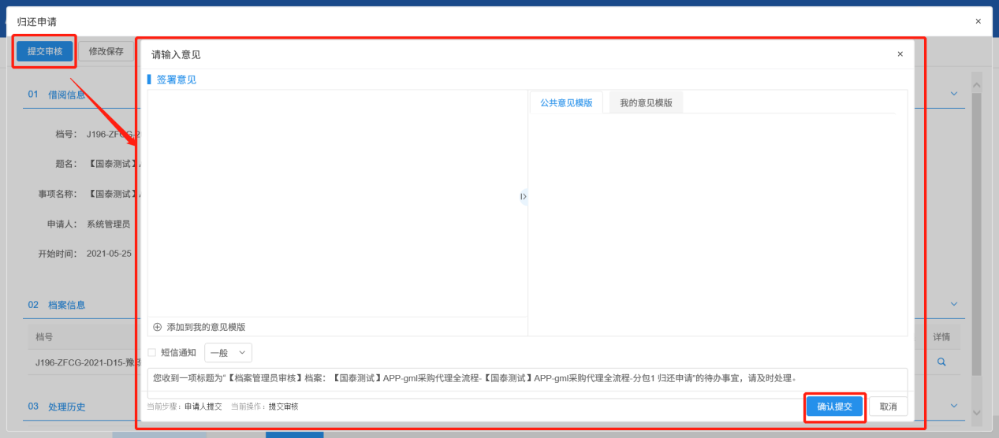 归还申请
×
提交审核
修改保存
请输入意见
×
签署意见
01 借阅信息
公共意见模版
我的意见模版
档号：J196-ZFCG-2
题名：【国泰测试】
事项名称：【国泰测试】
申请人：系统管理员
开始时间：2021-05-25
02 档案信息
添加到我的意见模版
档号
详情
短信通知
一般
J196-ZFCG-2021-D15-豫
您收到一项标题为"【档案管理员审核】档案：【国泰测试】APP-gml采购代理全流程-【国泰测试】APP-gml采购代理全流程-分包1 归还申请"的待办事宜，请及时处理。
03 处理历史
当前步骤：申请人提交 当前操作：提交审核
确认提交
取消